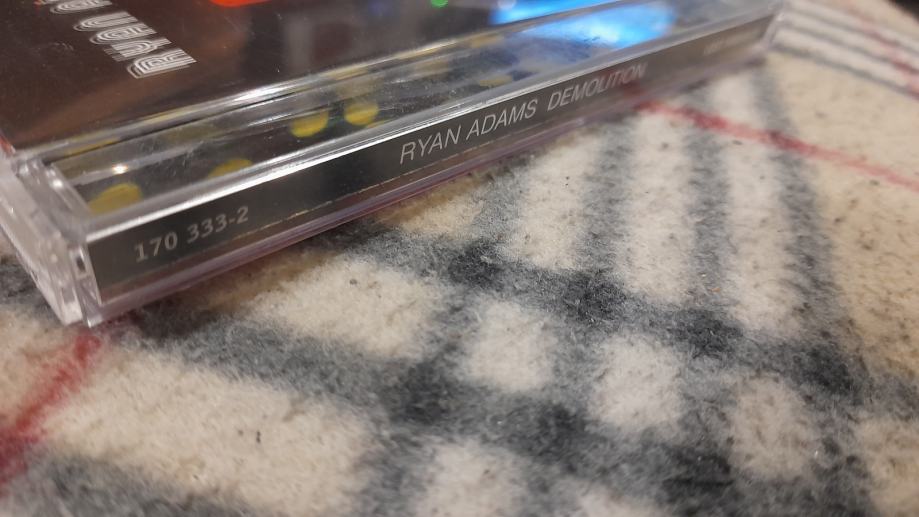 RYAN ADAMS DEMOLITION
170 333-2